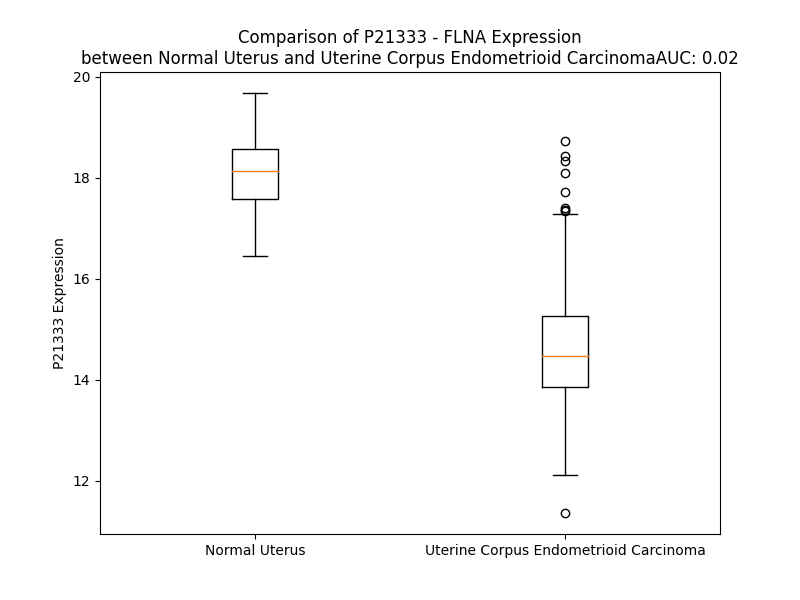 Comparison of P21333 - FLNA Expression
between Normal Uterus and Uterine Corpus Endometrioid CarcinomaAUC: 0.02
20
18
16
14
12
P21333 Expression
Normal Uterus
Uterine Corpus Endometrioid Carcinoma